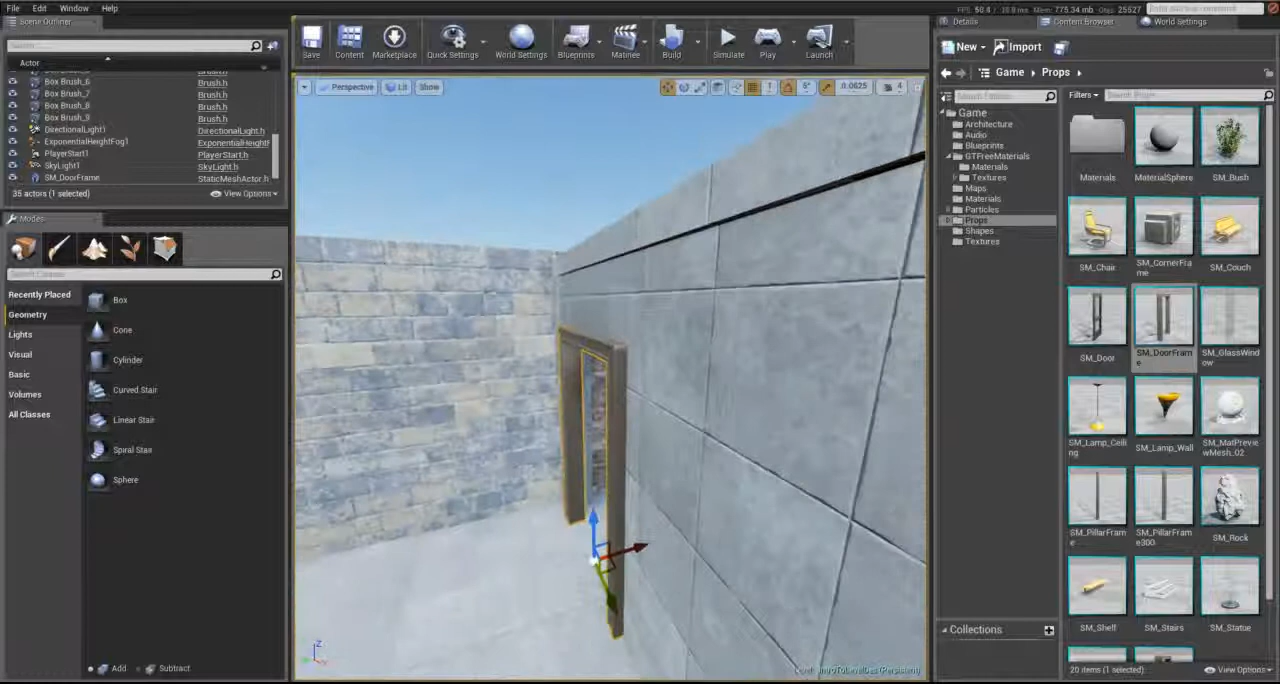 File Edit Window Help
Scene Outliner
Search...
Actor
Box Brush_6 Brush.h
Box Brush_7 Brush.h
Box Brush_8 Brush.h
Box Brush_9 Brush.h
DirectionalLight1 DirectionalLight.h
ExponentialHeightFog1 ExponentialHeightF
PlayerStart1 PlayerStart.h
SkyLight1 SkyLight.h
SM_DoorFrame StaticMeshActor.h
35 actors (1 selected) View Options
Modes
Search Classes
Recently Placed
Geometry
Lights
Visual
Basic
Volumes
All Classes
Box
Cone
Cylinder
Curved Stair
Linear Stair
Spiral Stair
Sphere
Add Subtract
Save Content Marketplace Quick Settings World Settings Blueprints Matinee Build Simulate Play Launch
Perspective Lit Show
0.0625 4
Details Content Browser World Settings
New Import
Game Props
Game
Architecture
Audio
Blueprints
GTFreeMaterials
Materials
Textures
Maps
Materials
Particles
Props
Shapes
Textures
Collections
Filters Search Props
Materials MaterialSphere SM_Bush
SM_Chair SM_CornerFra
me SM_Couch
SM_Door SM_DoorFram
e SM_GlassWind
ow
SM_Lamp_Ceili
ng SM_Lamp_Wall SM_MatPrevie
wMesh_02
SM_PillarFram
e SM_PillarFra
me300 SM_Rock
SM_Shelf SM_Stairs SM_Statue
20 items (1 selected) View Options